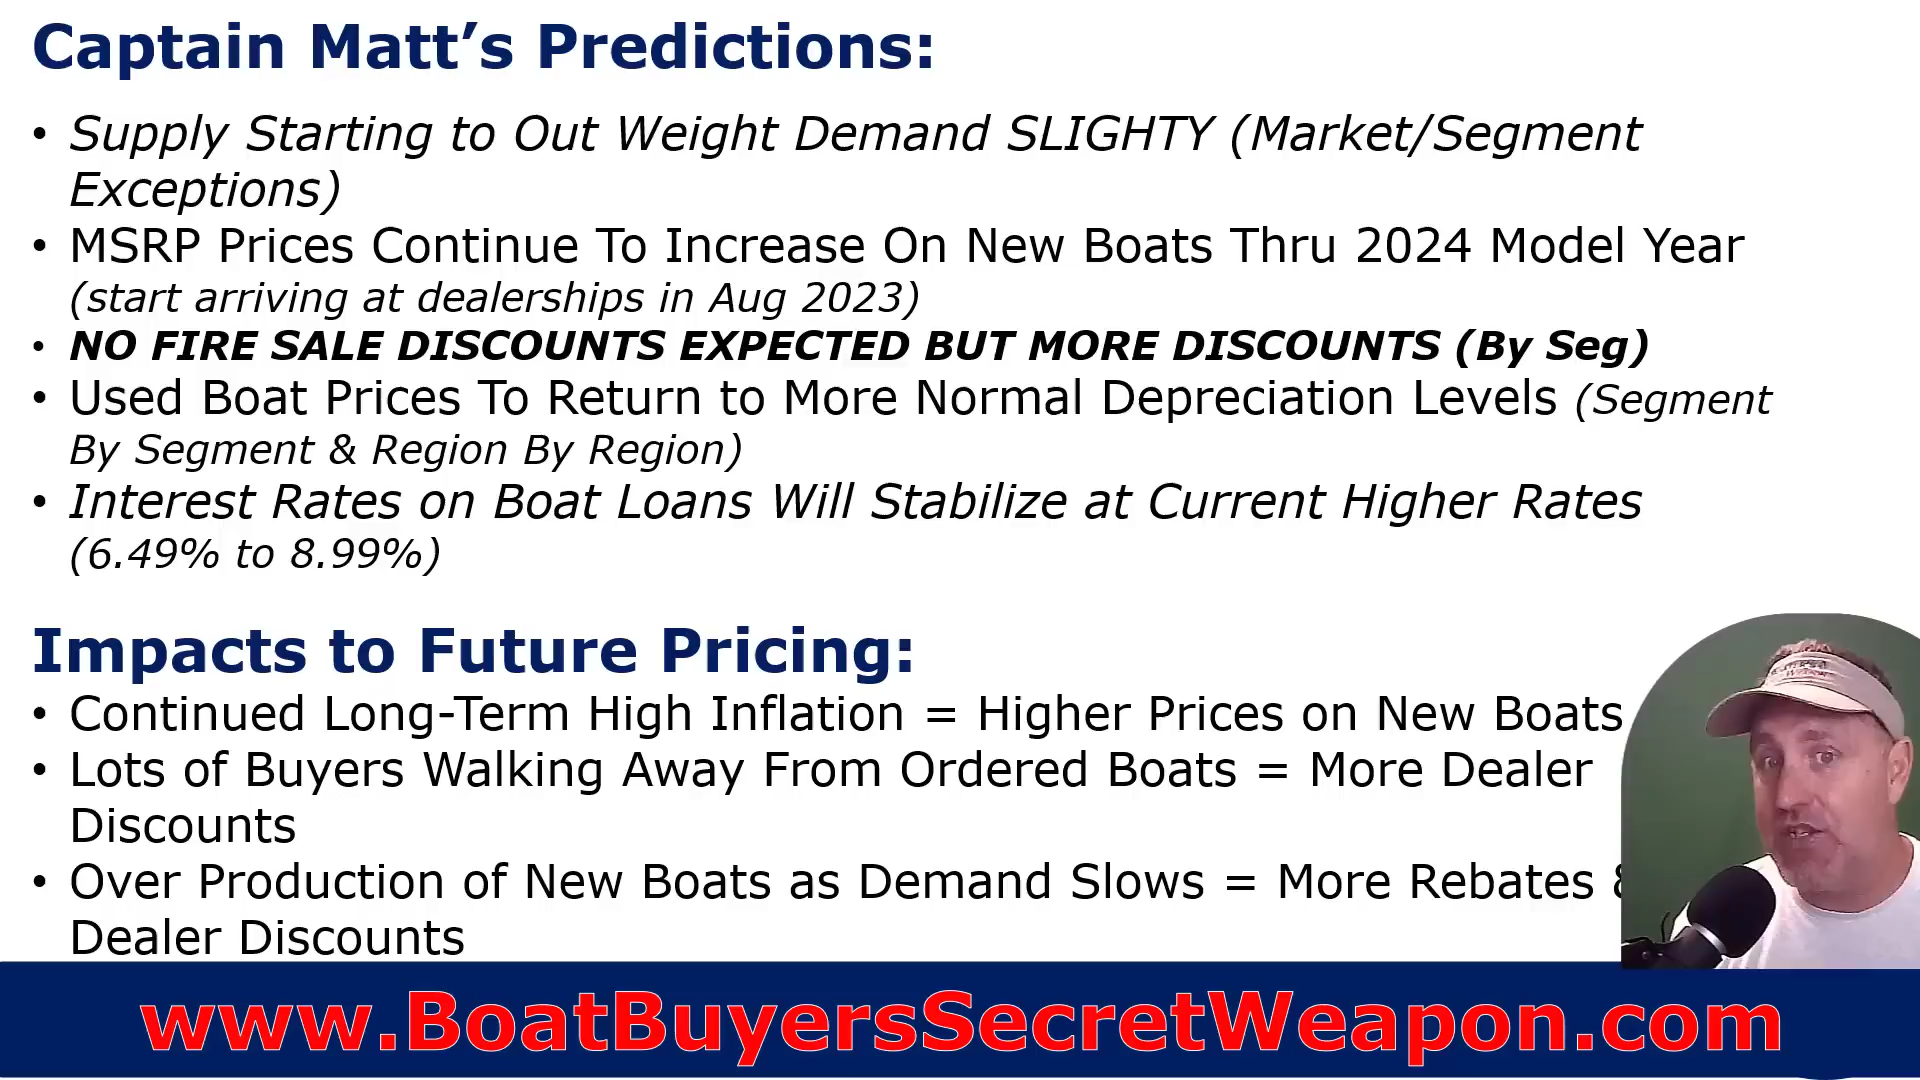 Captain Matt’s Predictions:
• Supply Starting to Out Weight Demand SLIGHTY (Market/Segment
Exceptions)
• MSRP Prices Continue To Increase On New Boats Thru 2024 Model Year
(start arriving at dealerships in Aug 2023)
• NO FIRE SALE DISCOUNTS EXPECTED BUT MORE DISCOUNTS (By Seg)
• Used Boat Prices To Return to More Normal Depreciation Levels (Segment
By Segment & Region By Region)
• Interest Rates on Boat Loans Will Stabilize at Current Higher Rates
(6.49% to 8.99%)
Impacts to Future Pricing:
• Continued Long-Term High Inflation = Higher Prices on New Boats
• Lots of Buyers Walking Away From Ordered Boats = More Dealer
Discounts
• Over Production of New Boats as Demand Slows = More Rebates &
Dealer Discounts
www.BoatBuyersSecretWeapon.com